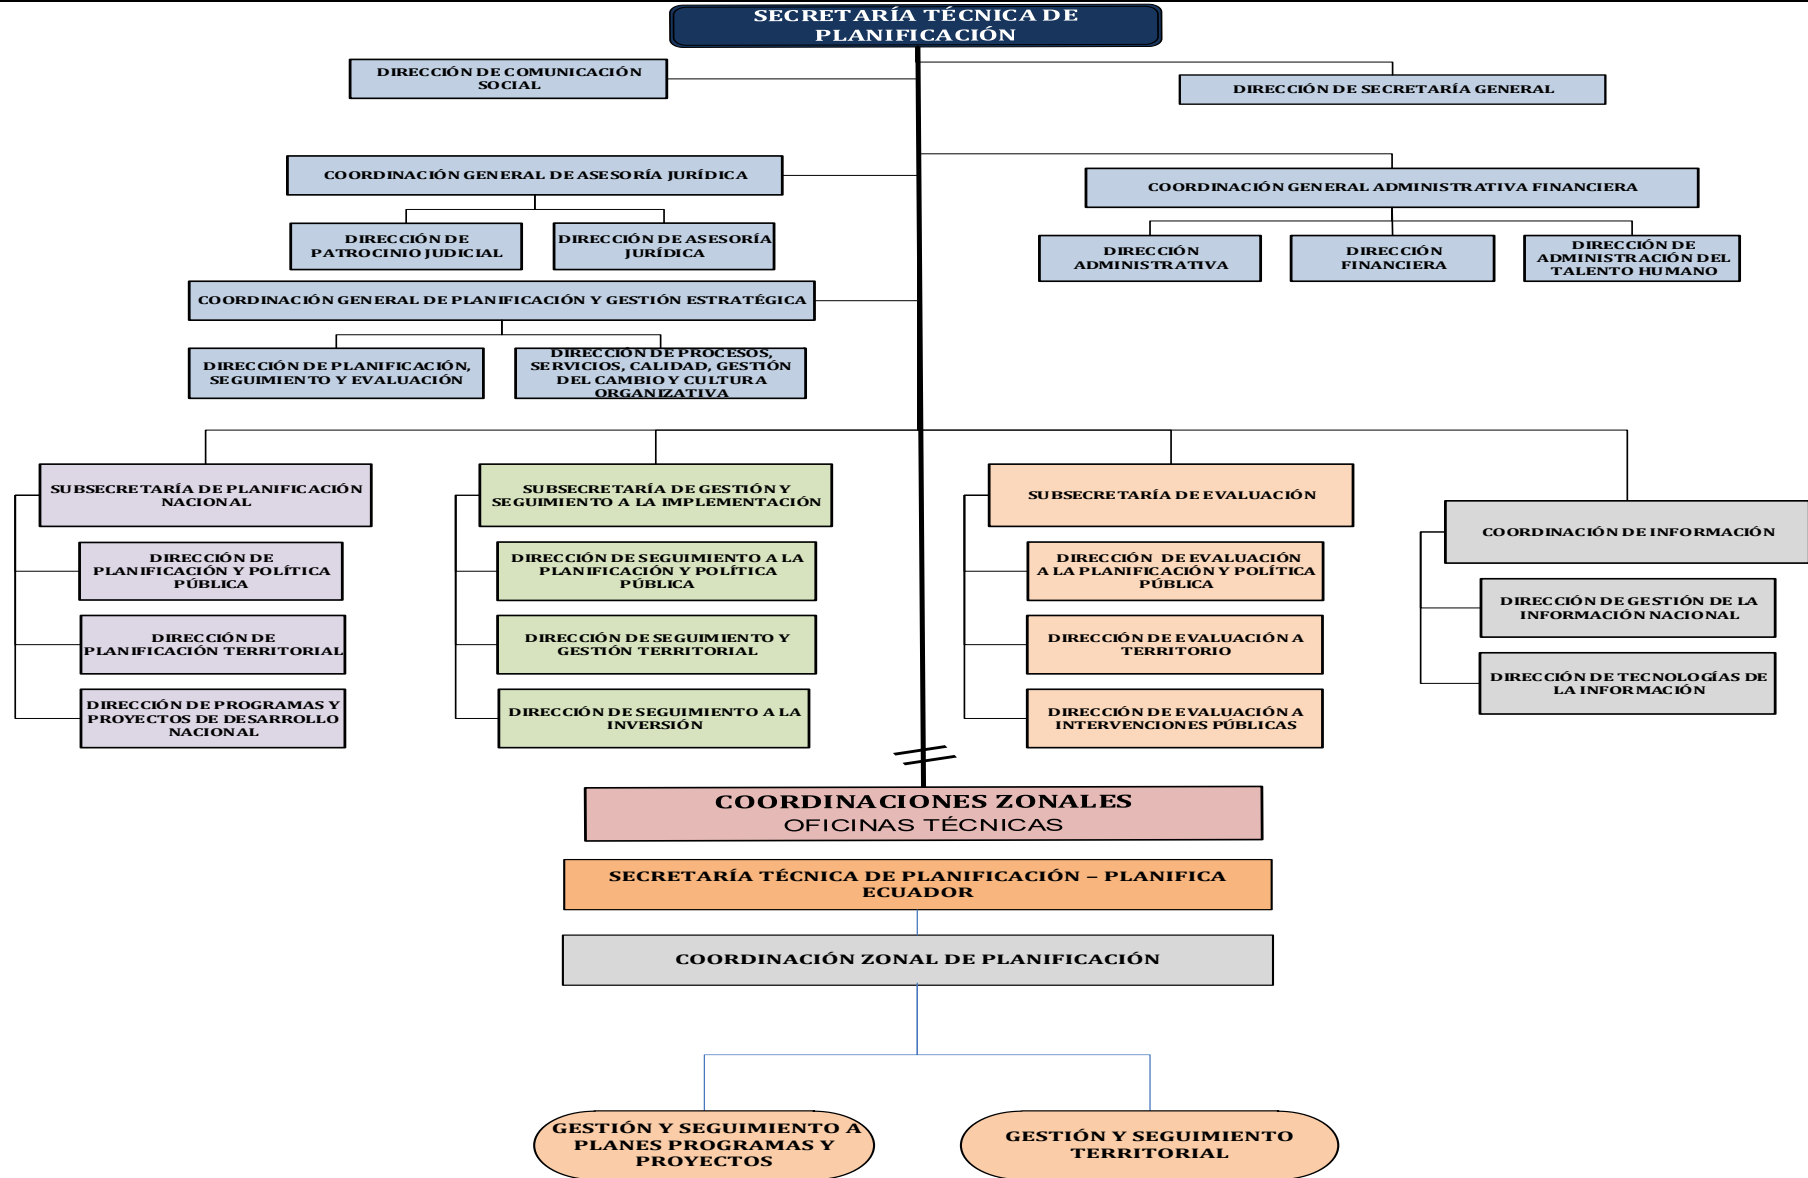 SECRETARÍA TÉCNICA DE
PLANIFICACIÓN
DIRECCIÓN DE COMUNICACIÓN
SOCIAL
DIRECCIÓN DE SECRETARÍA GENERAL
COORDINACIÓN GENERAL DE ASESORÍA JURÍDICA
COORDINACIÓN GENERAL ADMINISTRATIVA FINANCIERA
DIRECCIÓN DE
PATROCINIO JUDICIAL
DIRECCIÓN DE ASESORÍA
JURÍDICA
DIRECCIÓN
ADMINISTRATIVA
DIRECCIÓN
FINANCIERA
DIRECCIÓN DE
ADMINISTRACIÓN DEL
TALENTO HUMANO
COORDINACIÓN GENERAL DE PLANIFICACIÓN Y GESTIÓN ESTRATÉGICA
DIRECCIÓN DE PLANIFICACIÓN,
SEGUIMIENTO Y EVALUACIÓN
DIRECCIÓN DE PROCESOS,
SERVICIOS, CALIDAD, GESTIÓN
DEL CAMBIO Y CULTURA
ORGANIZATIVA
SUBSECRETARÍA DE PLANIFICACIÓN
NACIONAL
DIRECCIÓN DE
PLANIFICACIÓN Y POLÍTICA
PÚBLICA
DIRECCIÓN DE
PLANIFICACIÓN TERRITORIAL
DIRECCIÓN DE PROGRAMAS Y
PROYECTOS DE DESARROLLO
NACIONAL
SUBSECRETARÍA DE GESTIÓN Y
SEGUIMIENTO A LA IMPLEMENTACIÓN
DIRECCIÓN DE SEGUIMIENTO A LA
PLANIFICACIÓN Y POLÍTICA
PÚBLICA
DIRECCIÓN DE SEGUIMIENTO Y
GESTIÓN TERRITORIAL
DIRECCIÓN DE SEGUIMIENTO A LA
INVERSIÓN
SUBSECRETARÍA DE EVALUACIÓN
DIRECCIÓN DE EVALUACIÓN
A LA PLANIFICACIÓN Y POLÍTICA
PÚBLICA
DIRECCIÓN DE EVALUACIÓN A
TERRITORIO
DIRECCIÓN DE EVALUACIÓN A
INTERVENCIONES PÚBLICAS
COORDINACIÓN DE INFORMACIÓN
DIRECCIÓN DE GESTIÓN DE LA
INFORMACIÓN NACIONAL
DIRECCIÓN DE TECNOLOGÍAS DE
LA INFORMACIÓN
COORDINACIONES ZONALES
OFICINAS TÉCNICAS
SECRETARÍA TÉCNICA DE PLANIFICACIÓN – PLANIFICA
ECUADOR
COORDINACIÓN ZONAL DE PLANIFICACIÓN
GESTIÓN Y SEGUIMIENTO A
PLANES PROGRAMAS Y
PROYECTOS
GESTIÓN Y SEGUIMIENTO
TERRITORIAL